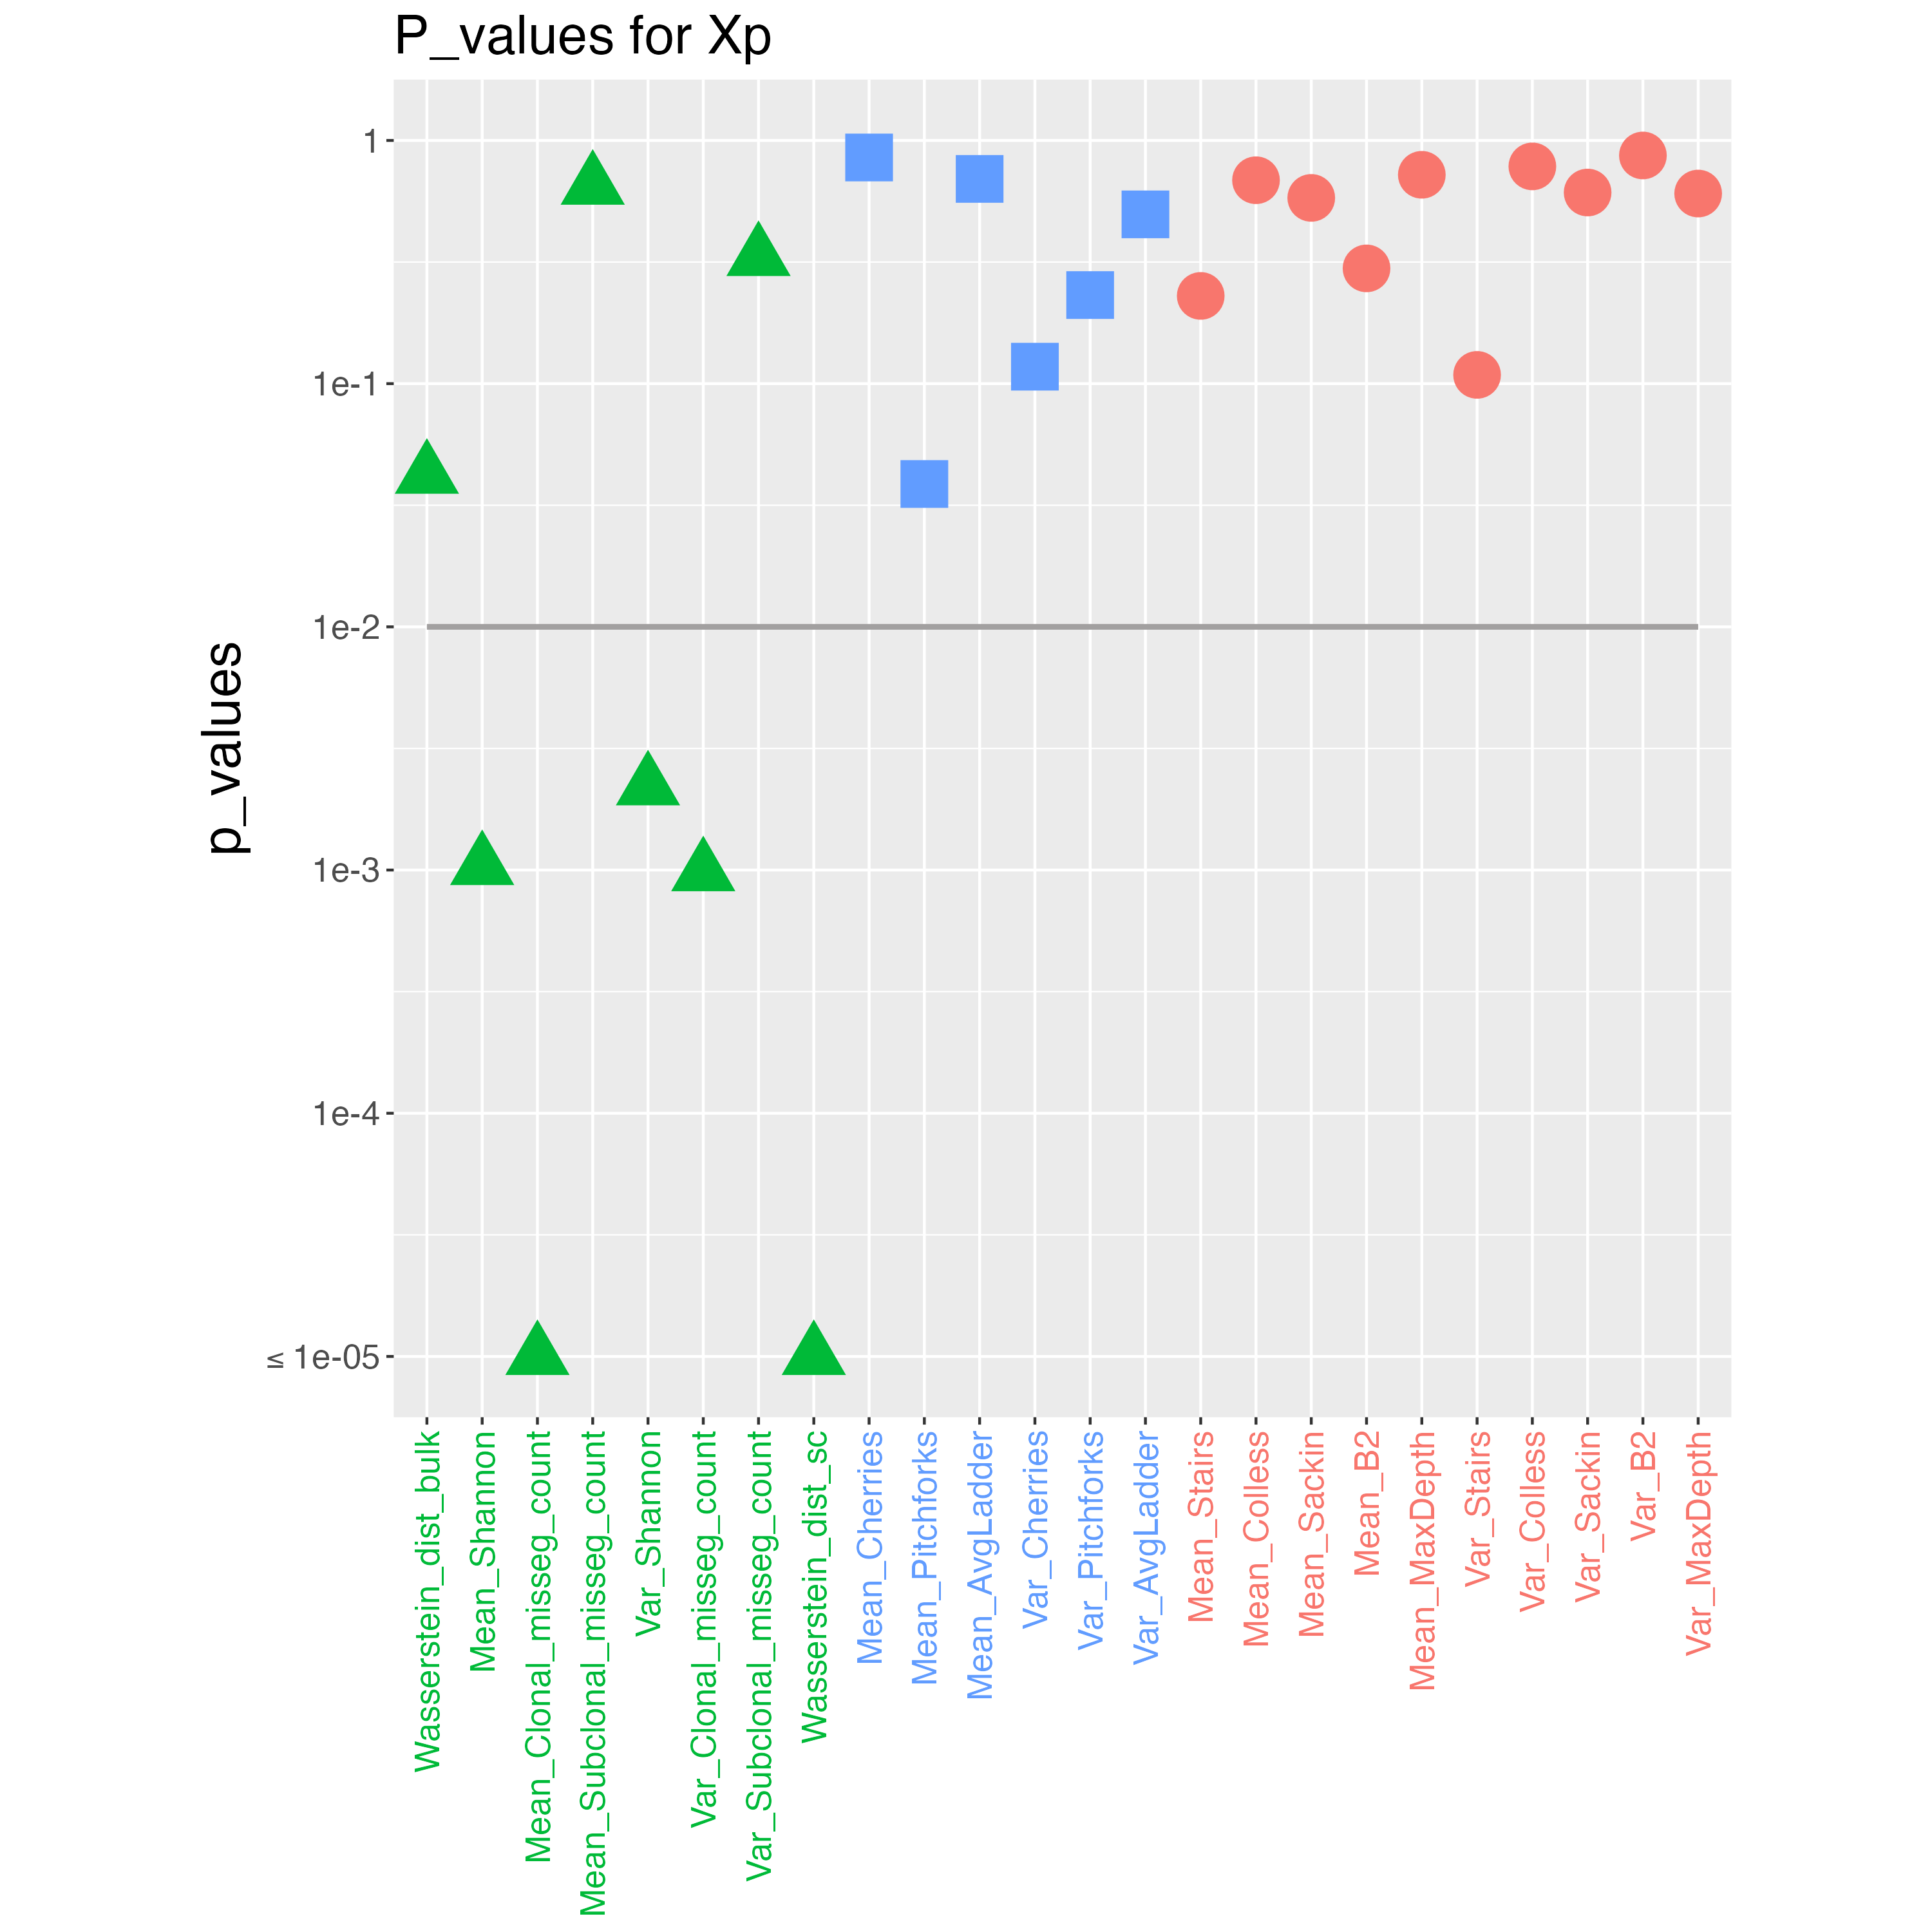 P_values for Xp
p_values
1
1e-1
1e-2
1e-3
1e-4
≤ 1e-05
Wasserstein_dist_bulk
Mean_Shannon
Mean_Clonal_misseg_count
Mean_Subclonal_misseg_count
Var_Shannon
Var_Clonal_misseg_count
Var_Subclonal_misseg_count
Wasserstein_dist_sc
Mean_Cherries
Mean_Pitchforks
Mean_AvgLadder
Var_Cherries
Var_Pitchforks
Var_AvgLadder
Mean_Stairs
Mean_Colless
Mean_Sackin
Mean_B2
Mean_MaxDepth
Var_Stairs
Var_Colless
Var_Sackin
Var_B2
Var_MaxDepth